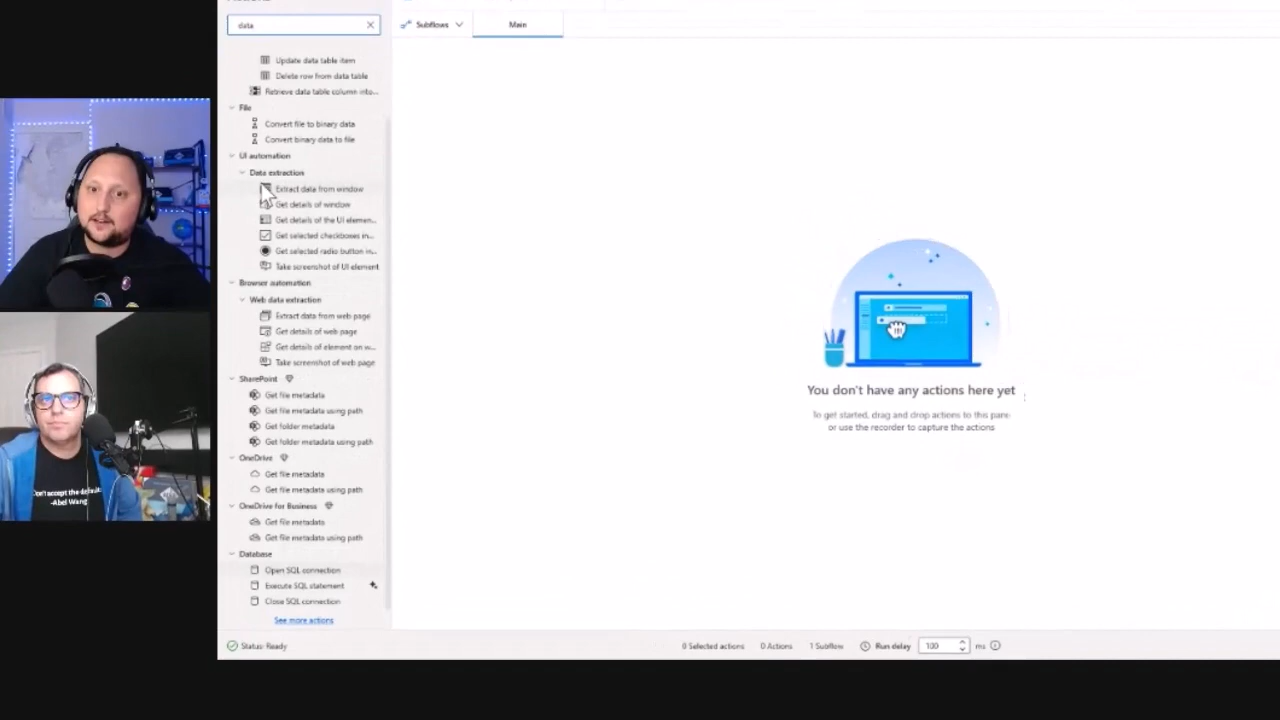 data
Subflows
Main
Update data table item
Delete row from data table
Retrieve data table column into...
File
Convert file to binary data
Convert binary data to file
UI automation
Data extraction
Extract data from window
Get details of window
Get details of the UI elemen...
Get selected checkboxes in...
Get selected radio button in...
Take screenshot of UI element
Browser automation
Web data extraction
Extract data from web page
Get details of web page
Get details of element on w...
Take screenshot of web page
SharePoint
Get file metadata
Get file metadata using path
Get folder metadata
Get folder metadata using path
OneDrive
Get file metadata
Get file metadata using path
OneDrive for Business
Get file metadata
Get file metadata using path
Database
Open SQL connection
Execute SQL statement
Close SQL connection
See more actions
You don't have any actions here yet
To get started, drag and drop actions to this pane
or use the recorder to capture the actions
Status: Ready
0 Selected actions
0 Actions
1 Subflow
Run delay
100
ms
Don't accept the defaults
-Abel Wang